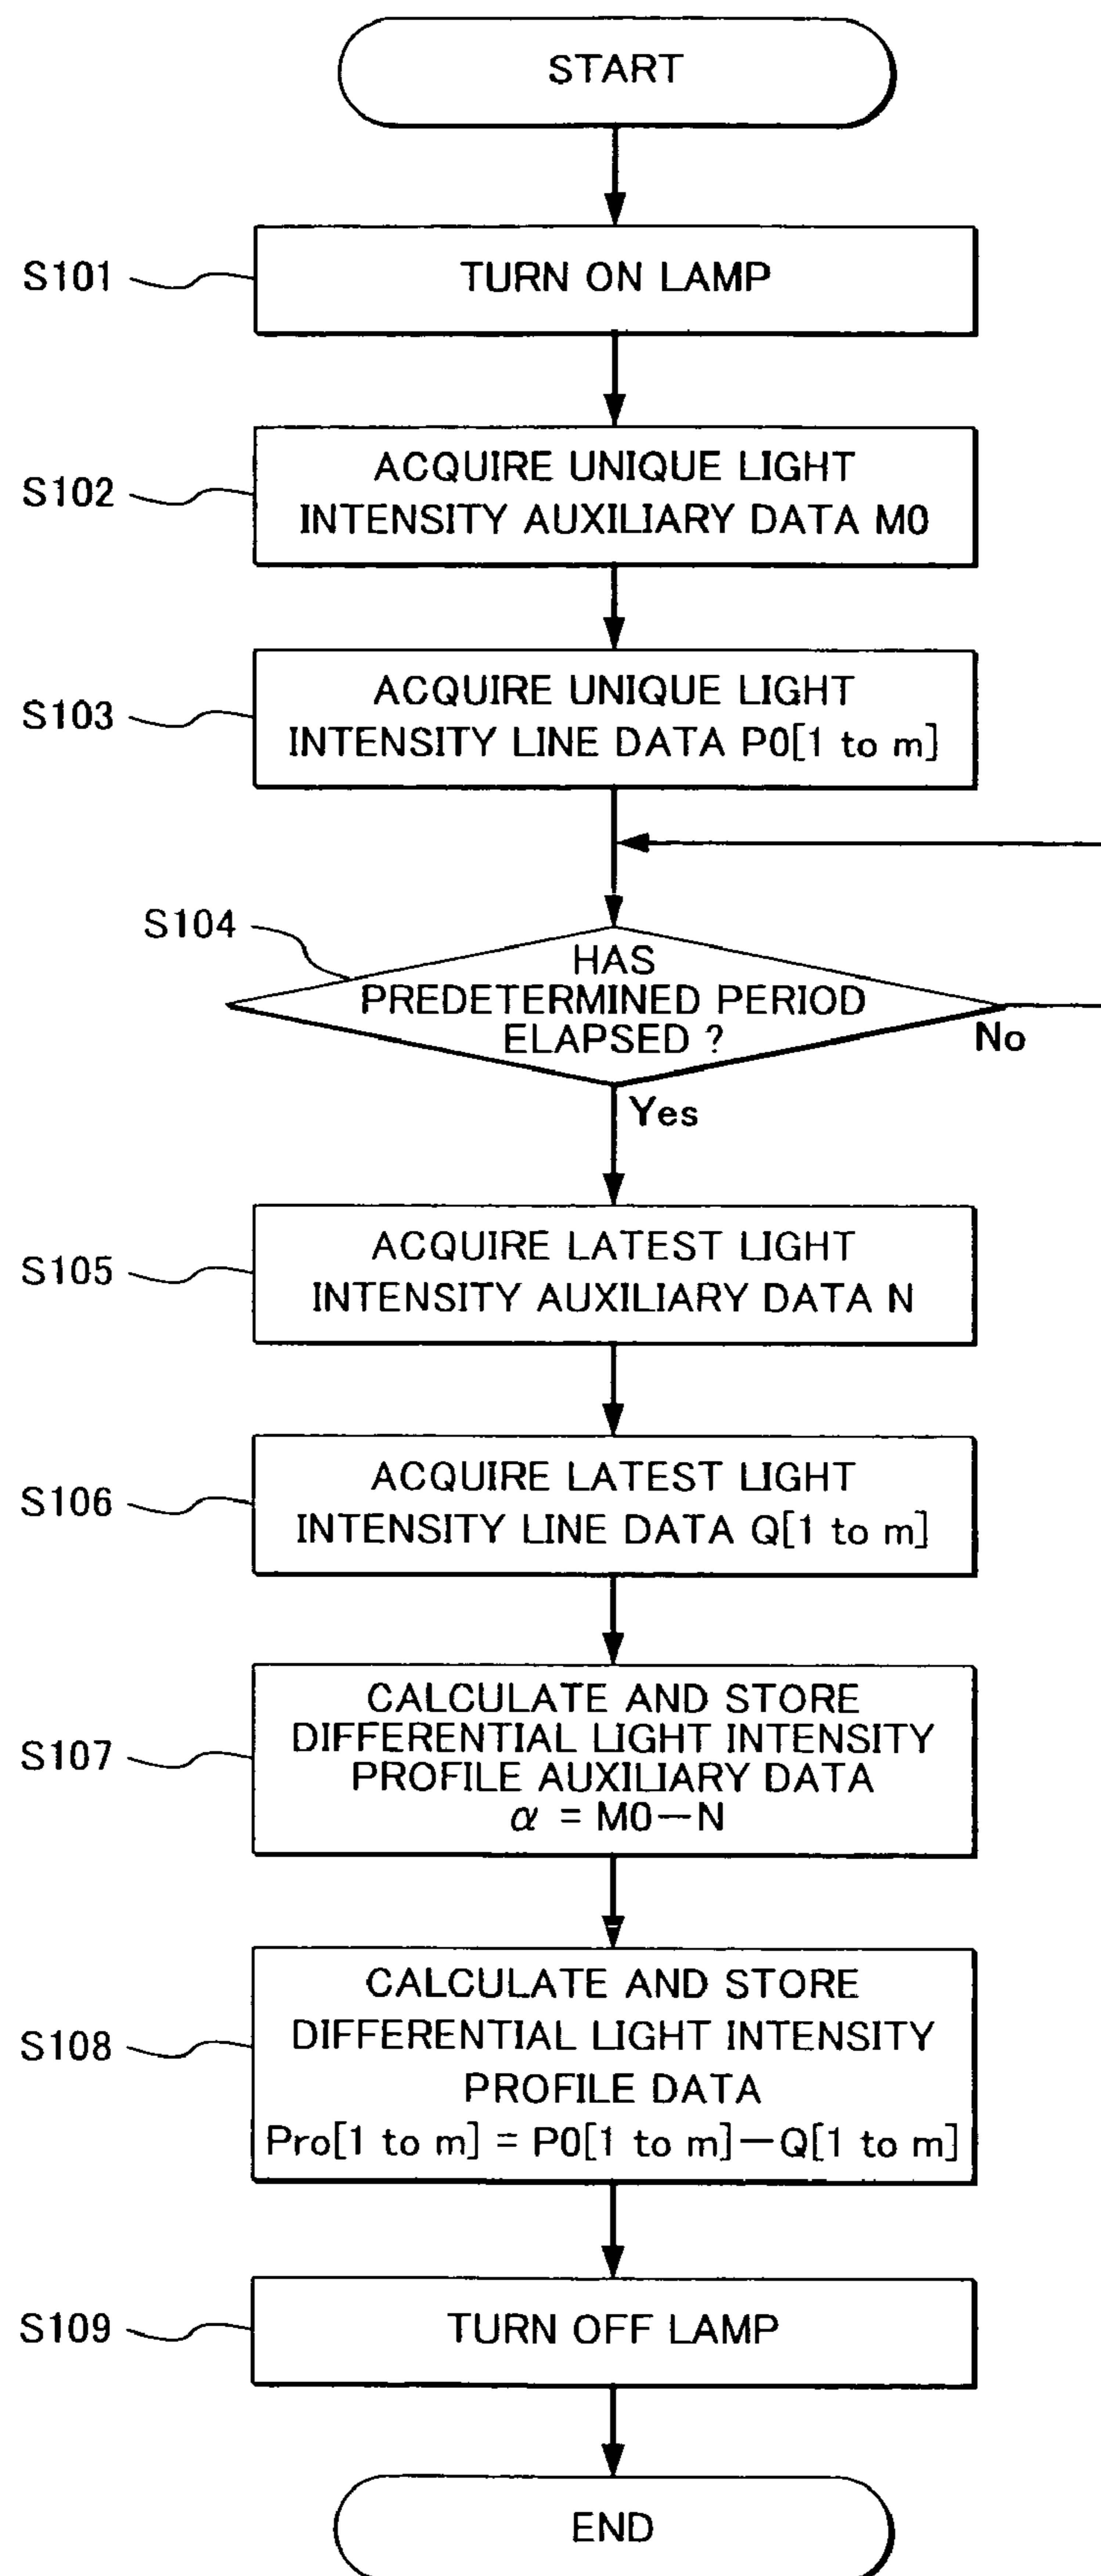 START
S101
TURN ON LAMP
S102
ACQUIRE UNIQUE LIGHT
INTENSITY AUXILIARY DATA M0
S103
ACQUIRE UNIQUE LIGHT
INTENSITY LINE DATA P0[1 to m]
S104
HAS
PREDETERMINED PERIOD
ELAPSED ?
No
Yes
S105
ACQUIRE LATEST LIGHT
INTENSITY AUXILIARY DATA N
S106
ACQUIRE LATEST LIGHT
INTENSITY LINE DATA Q[1 to m]
S107
CALCULATE AND STORE
DIFFERENTIAL LIGHT INTENSITY
PROFILE AUXILIARY DATA
α = M0−N
S108
CALCULATE AND STORE
DIFFERENTIAL LIGHT INTENSITY
PROFILE DATA
Pro[1 to m] = P0[1 to m]−Q[1 to m]
S109
TURN OFF LAMP
END